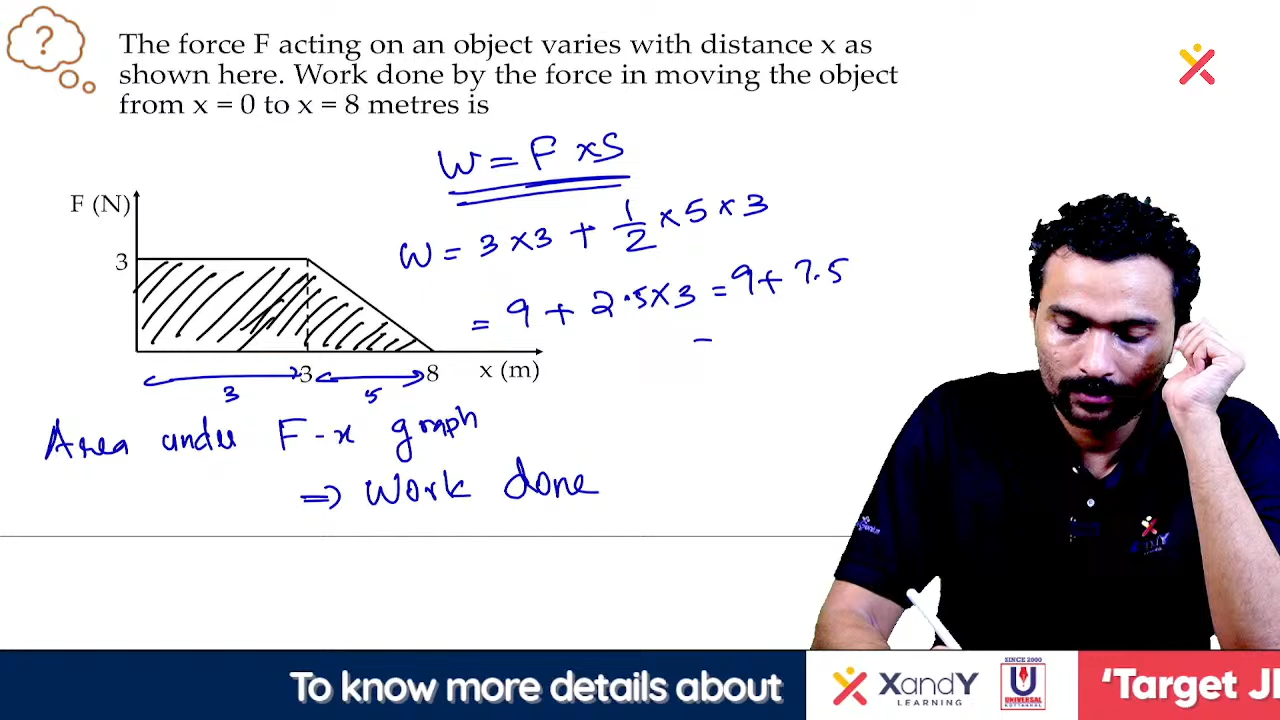 ?
The force F acting on an object varies with distance x as
shown here. Work done by the force in moving the object
from x = 0 to x = 8 metres is
W = F x S
F (N)
W = 3 x 3 + 1/2 x 5 x 3
3
= 9 + 2.5 x 3 = 9 + 7.5
=
3 8 x (m)
3 5
Area under F - x graph
⇒ Work done
To know more details about
XandY
LEARNING
SINCE 2000
U
UNIVERSAL
KOTTAKKAL
‘Target JE